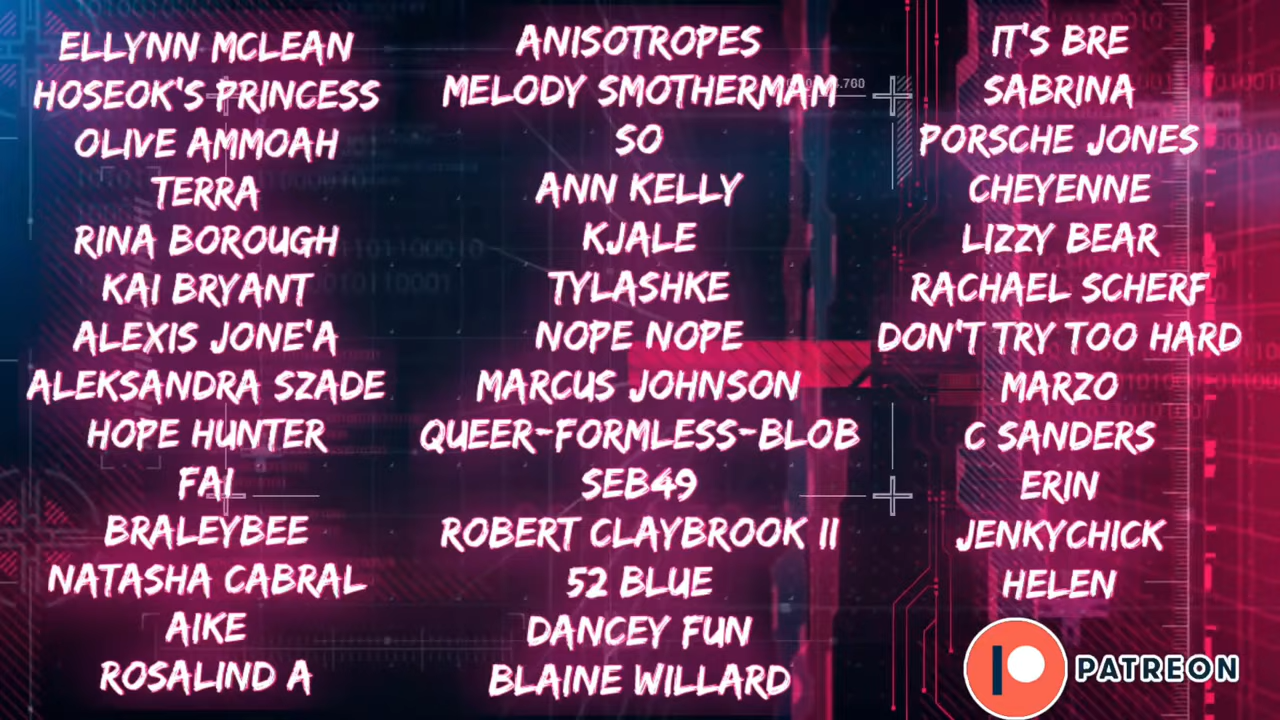 ELLYNN MCLEAN
HOSEOK'S PRINCESS
OLIVE AMMOAH
TERRA
RINA BOROUGH
KAI BRYANT
ALEXIS JONE'A
ALEKSANDRA SZADE
HOPE HUNTER
FAI
BRALEYBEE
NATASHA CABRAL
AIKE
ROSALIND A
ANISOTROPES
MELODY SMOTHERMAM
SO
ANN KELLY
KJALE
TYLASHKE
NOPE NOPE
MARCUS JOHNSON
QUEER-FORMLESS-BLOB
SEB49
ROBERT CLAYBROOK II
52 BLUE
DANCEY FUN
BLAINE WILLARD
IT'S BRE
SABRINA
PORSCHE JONES
CHEYENNE
LIZZY BEAR
RACHAEL SCHERF
DON'T TRY TOO HARD
MARZO
C SANDERS
ERIN
JENKYCHICK
HELEN
PATREON